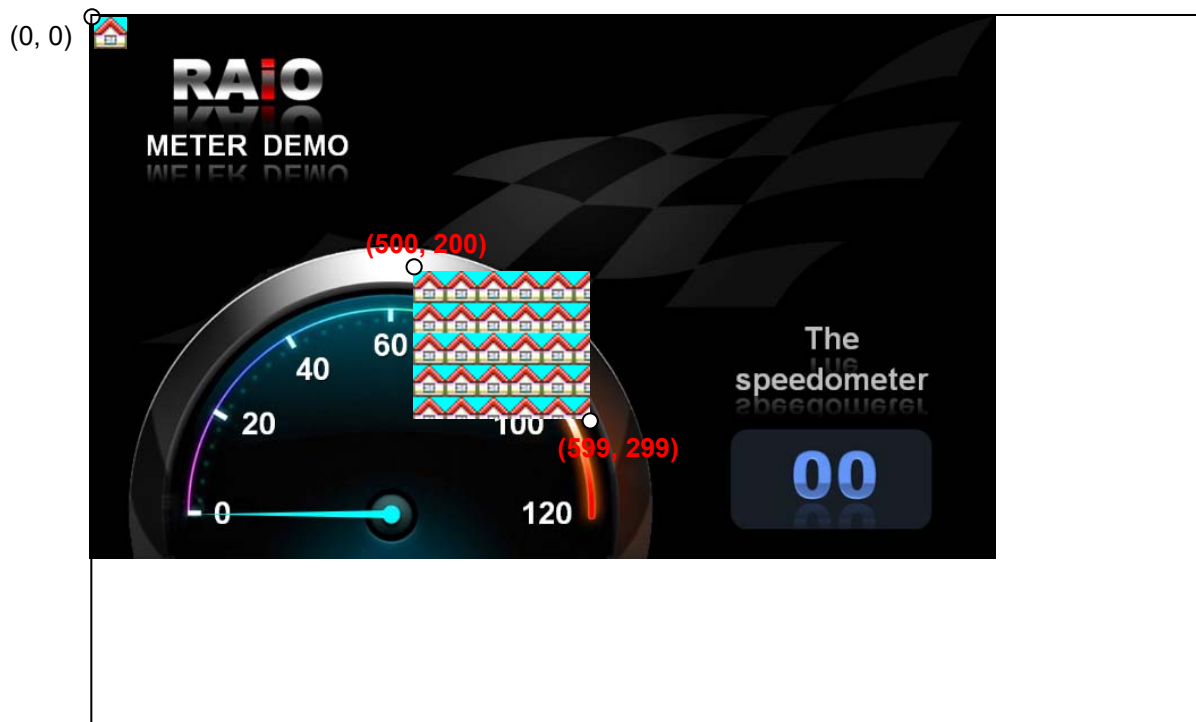 (0, 0)
RAiO
METER DEMO
(500, 200)
60
40
20
0
100
120
(599, 299)
The
speedometer
00